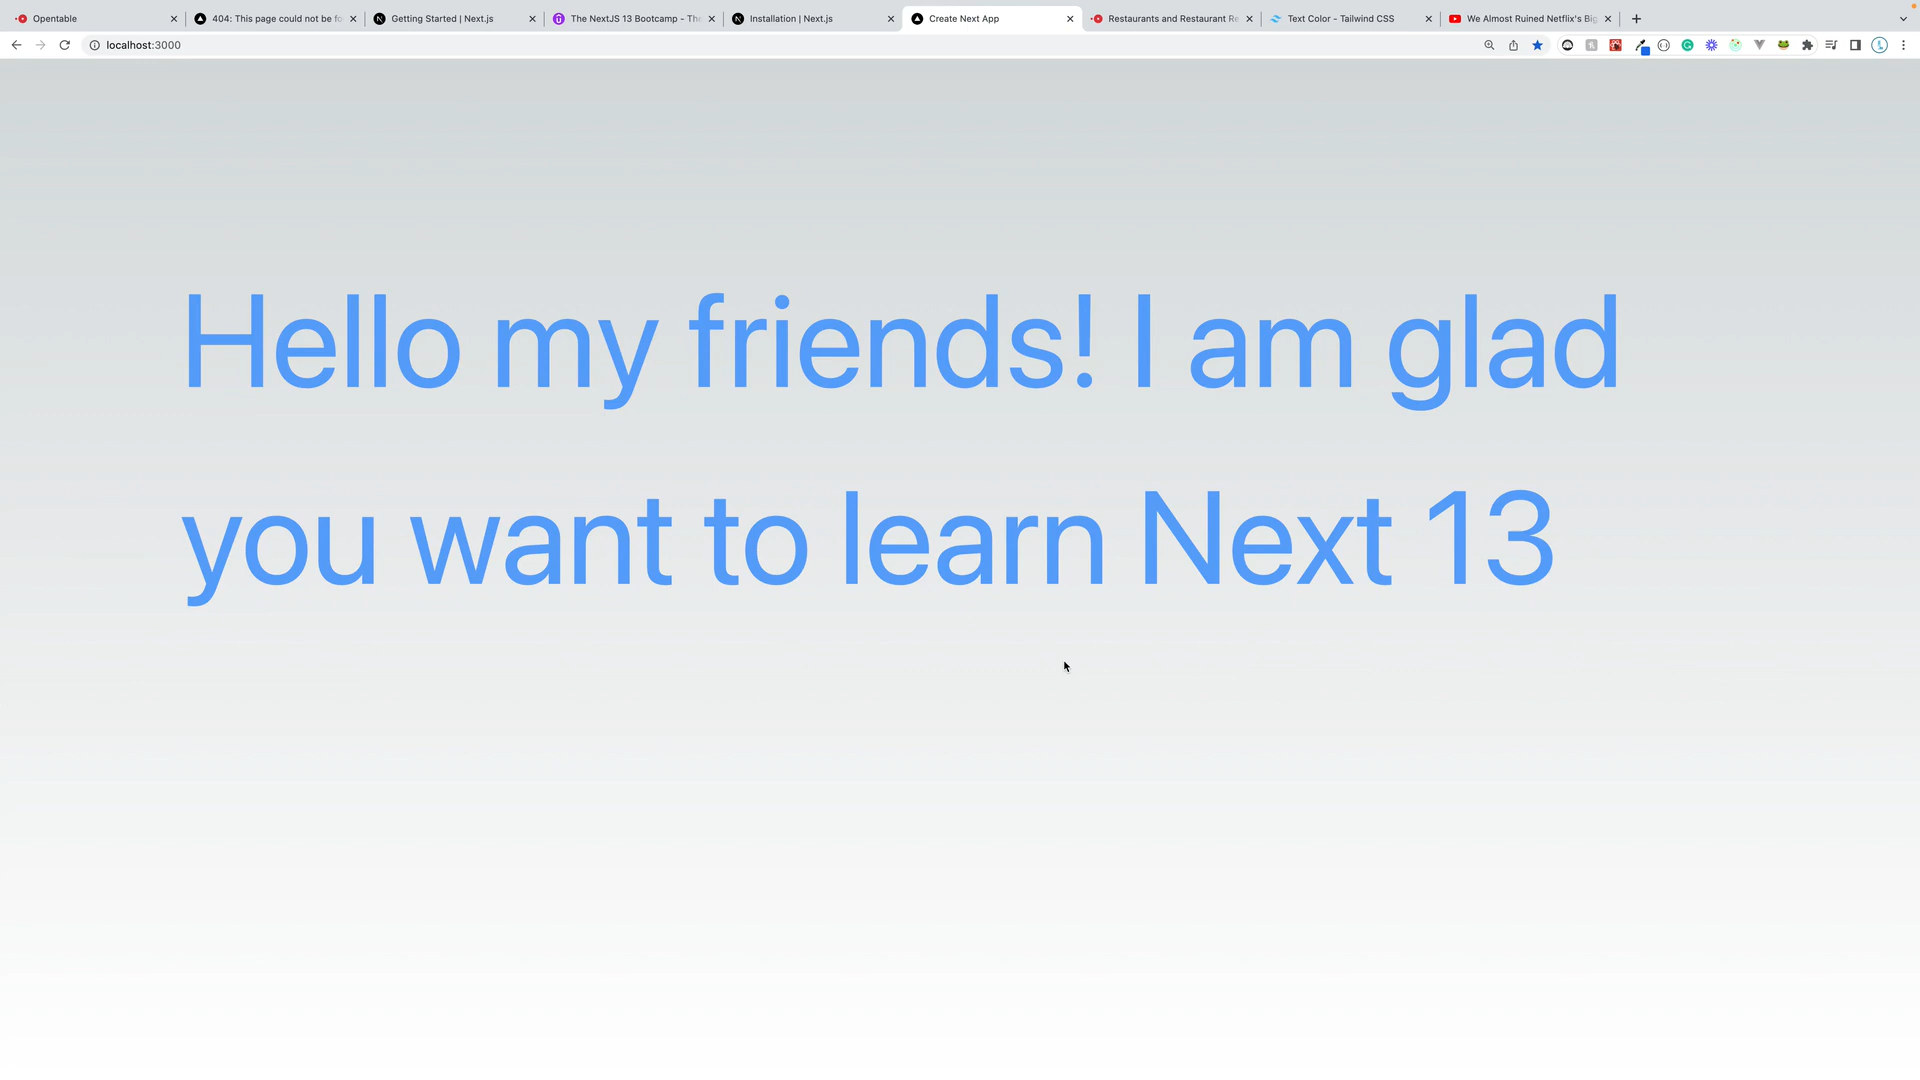 Opentable
404: This page could not be fo
Getting Started | Next.js
The NextJS 13 Bootcamp - The
Installation | Next.js
Create Next App
Restaurants and Restaurant Re
Text Color - Tailwind CSS
We Almost Ruined Netflix's Big
localhost:3000
Hello my friends! I am glad
you want to learn Next 13